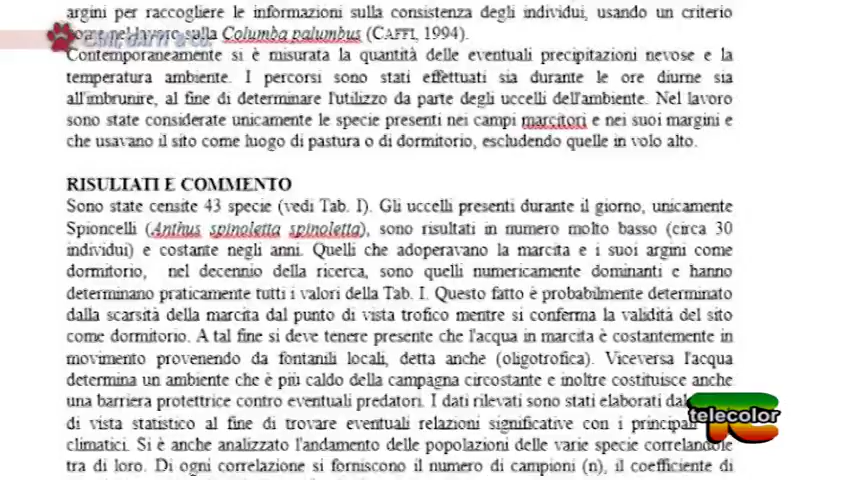 argini per raccogliere le informazioni sulla consistenza degli individui, usando un criterio
nel lavoro sulla Columba palumbus (CAFFI, 1994).
Contemporaneamente si è misurata la quantità delle eventuali precipitazioni nevose e la
temperatura ambiente. I percorsi sono stati effettuati sia durante le ore diurne sia
all'imbrunire, al fine di determinare l'utilizzo da parte degli uccelli dell'ambiente. Nel lavoro
sono state considerate unicamente le specie presenti nei campi marcitori e nei suoi margini e
che usavano il sito come luogo di pastura o di dormitorio, escludendo quelle in volo alto.
RISULTATI E COMMENTO
Sono state censite 43 specie (vedi Tab. I). Gli uccelli presenti durante il giorno, unicamente
Spioncelli (Anthus spinoletta spinoletta), sono risultati in numero molto basso (circa 30
individui) e costante negli anni. Quelli che adoperavano la marcita e i suoi argini come
dormitorio, nel decennio della ricerca, sono quelli numericamente dominanti e hanno
determinano praticamente tutti i valori della Tab. I. Questo fatto è probabilmente determinato
dalla scarsità della marcita dal punto di vista trofico mentre si conferma la validità del sito
come dormitorio. A tal fine si deve tenere presente che l'acqua in marcita è costantemente in
movimento provenendo da fontanili locali, detta anche (oligotrofica). Viceversa l'acqua
determina un ambiente che è più caldo della campagna circostante e inoltre costituisce anche
una barriera protettrice contro eventuali predatori. I dati rilevati sono stati elaborati
di vista statistico al fine di trovare eventuali relazioni significative con i principali
climatici. Si è anche analizzato l'andamento delle popolazioni delle varie specie correlandole
tra di loro. Di ogni correlazione si forniscono il numero di campioni (n), il coefficiente di
telecolor